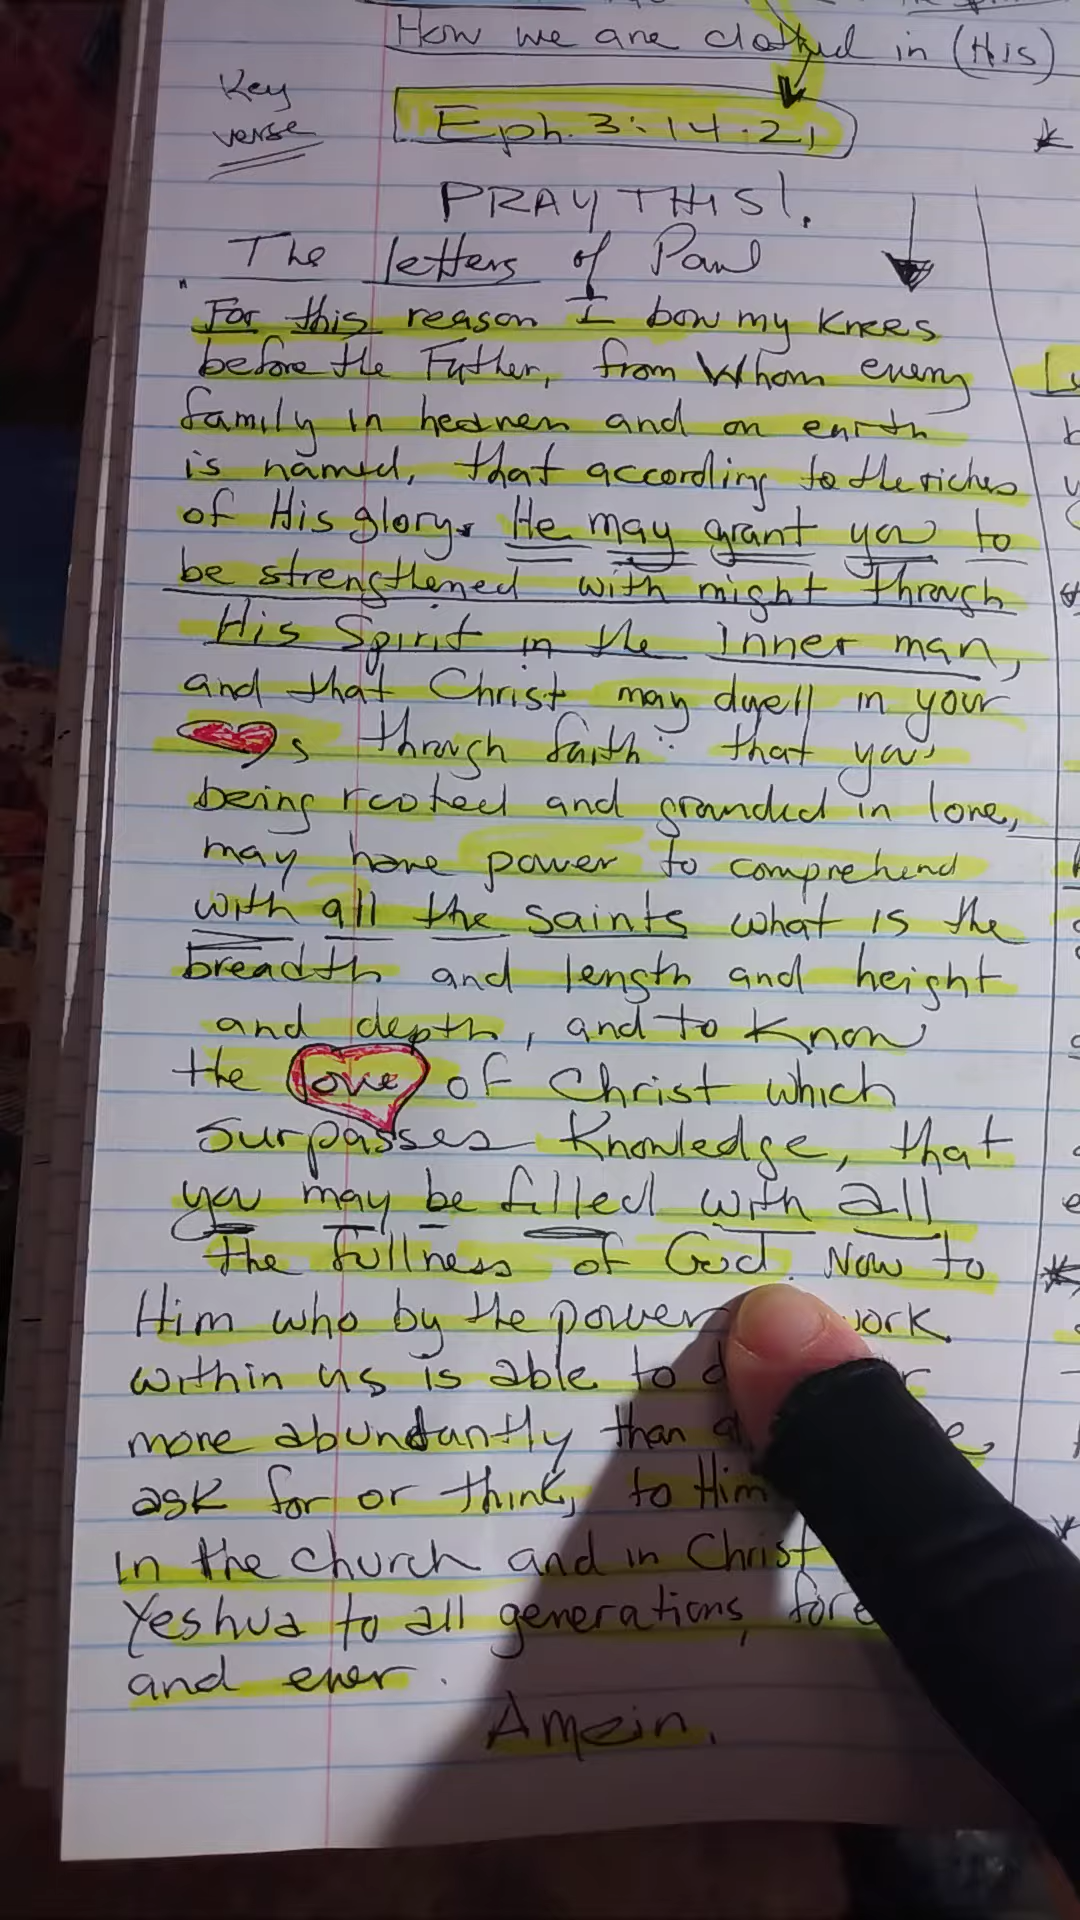 How we are clothed in (His)
Key
verse
Eph. 3:14-21
PRAY THIS!
The letters of Paul
"For this reason I bow my knees
before the Father, from Whom every
family in heaven and on earth
is named, that according to the riches
of His glory. He may grant you to
be strengthened with might through
His Spirit in the Inner man,
and that Christ may dwell in your
s through faith: that you
being rooted and grounded in love,
may have power to comprehend
with all the saints what is the
breadth and length and height
and depth, and to know
the love of Christ which
surpasses knowledge, that
you may be filled with all
the fullness of God. Now to
Him who by the power work
within us is able to
more abundantly than
ask for or think, to Him
in the church and in Christ
Yeshua to all generations,
and ever.
Amein.